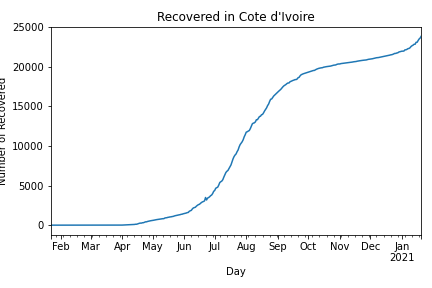 Recovered in Cote d'Ivoire
25000
20000
15000
10000
5000
0
Number of Recovered
Feb Mar Apr May Jun Jul Aug Sep Oct Nov Dec Jan
2021
Day